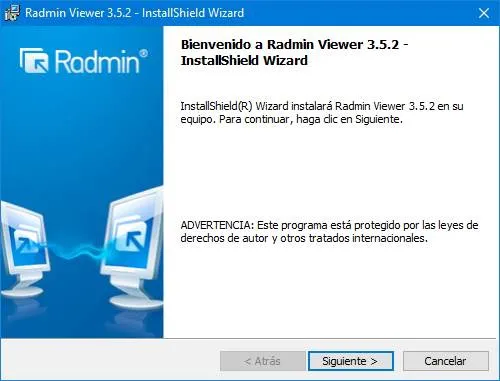 Radmin Viewer 3.5.2 - InstallShield Wizard
Radmin®
Bienvenido a Radmin Viewer 3.5.2 -
InstallShield Wizard
InstallShield(R) Wizard instalará Radmin Viewer 3.5.2 en su
equipo. Para continuar, haga clic en Siguiente.
ADVERTENCIA: Este programa está protegido por las leyes de
derechos de autor y otros tratados internacionales.
< Atrás
Siguiente >
Cancelar